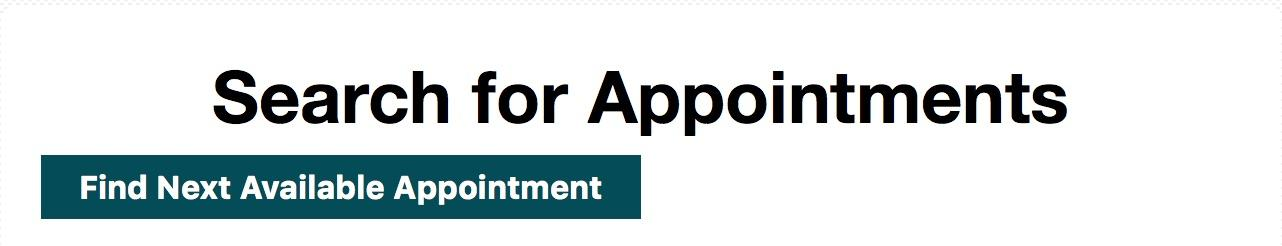 Search for Appointments
Find Next Available Appointment